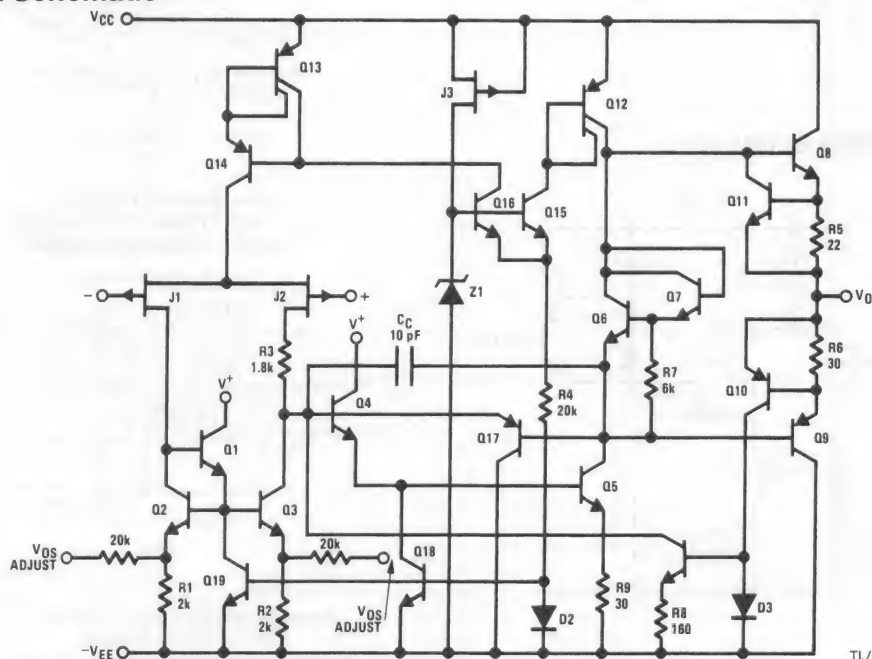 VCC
Q13
J3
Q12
Q14
Q8
Q16
Q15
Q11
R5
22
J1
J2
−
+
Z1
Q7
VO
Q6
V+
CC
10 pF
R3
1.8k
R7
6k
R6
30
Q4
R4
20k
Q10
V+
Q17
Q9
Q1
Q2
Q3
Q5
20k
20k
Q18
VOS
ADJUST
Q19
R1
2k
R2
2k
VOS
ADJUST
D2
R9
30
R8
160
D3
−VEE
TL/